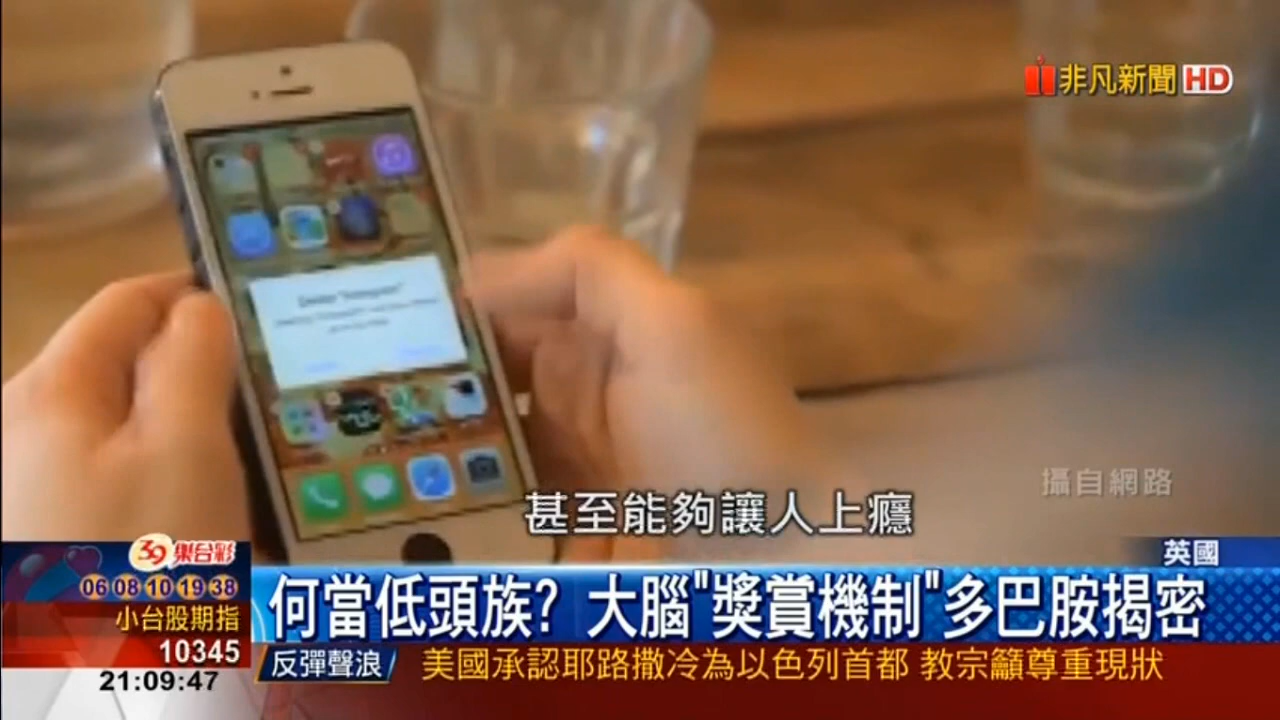 非凡新聞HD
甚至能夠讓人上癮
攝自網路
英國
39樂合彩
06 08 10 19 38
小台股期指
10345
21:09:47
何當低頭族? 大腦"獎賞機制"多巴胺揭密
反彈聲浪
美國承認耶路撒冷為以色列首都 教宗籲尊重現狀